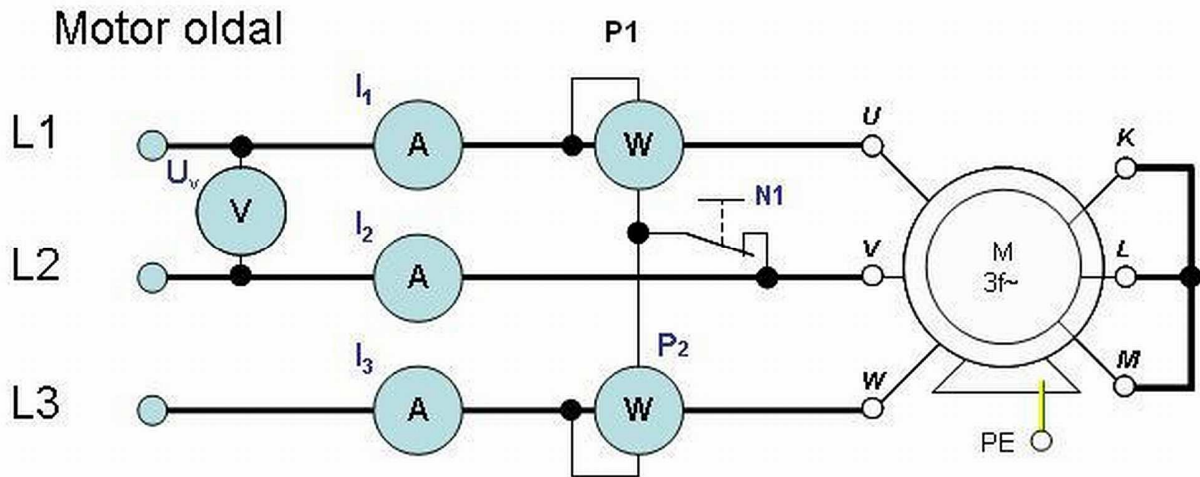 Motor oldal
P1
I1
L1 A W U K
Uv
V
N1
I2
L2 A V M L
3f~
I3 P2
L3 A W W M
PE